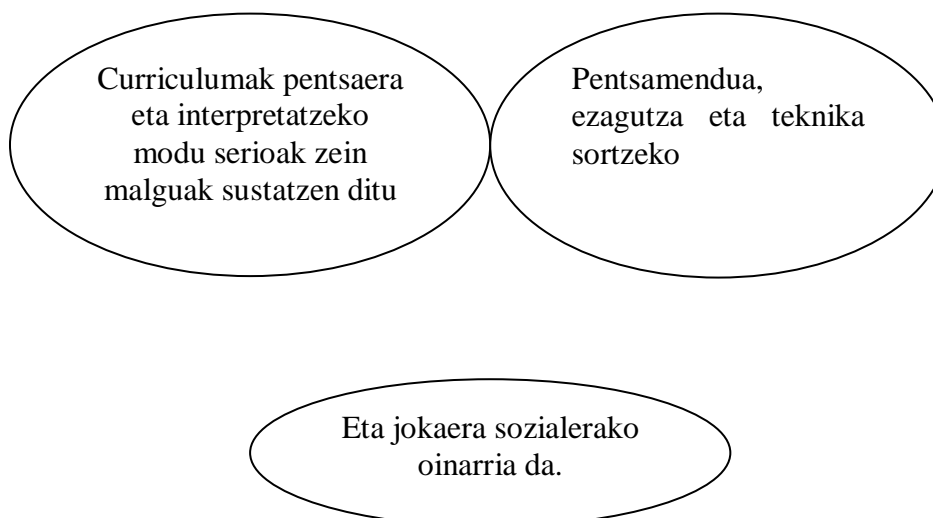 Curriculumak pentsaera
eta interpretatzeko
modu serioak zein
malguak sustatzen ditu
Pentsamendua,
ezagutza eta teknika
sortzeko
Eta jokaera sozialerako
oinarria da.